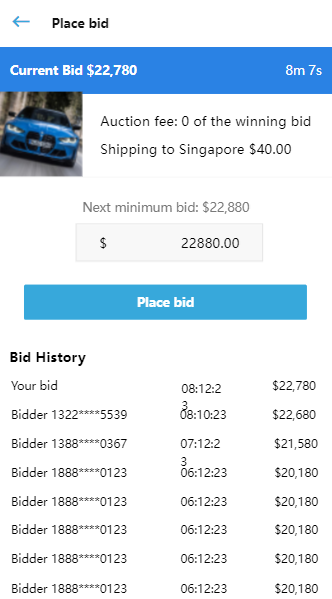 Place bid
Current Bid $22,780 8m 7s
Auction fee: 0 of the winning bid
Shipping to Singapore $40.00
Next minimum bid: $22,880
$ 22880.00
Place bid
Bid History
Your bid 08:12:23 $22,780
Bidder 1322****5539 08:10:23 $22,680
Bidder 1388****0367 07:12:23 $21,580
Bidder 1888****0123 06:12:23 $20,180
Bidder 1888****0123 06:12:23 $20,180
Bidder 1888****0123 06:12:23 $20,180
Bidder 1888****0123 06:12:23 $20,180
Bidder 1888****0123 06:12:23 $20,180